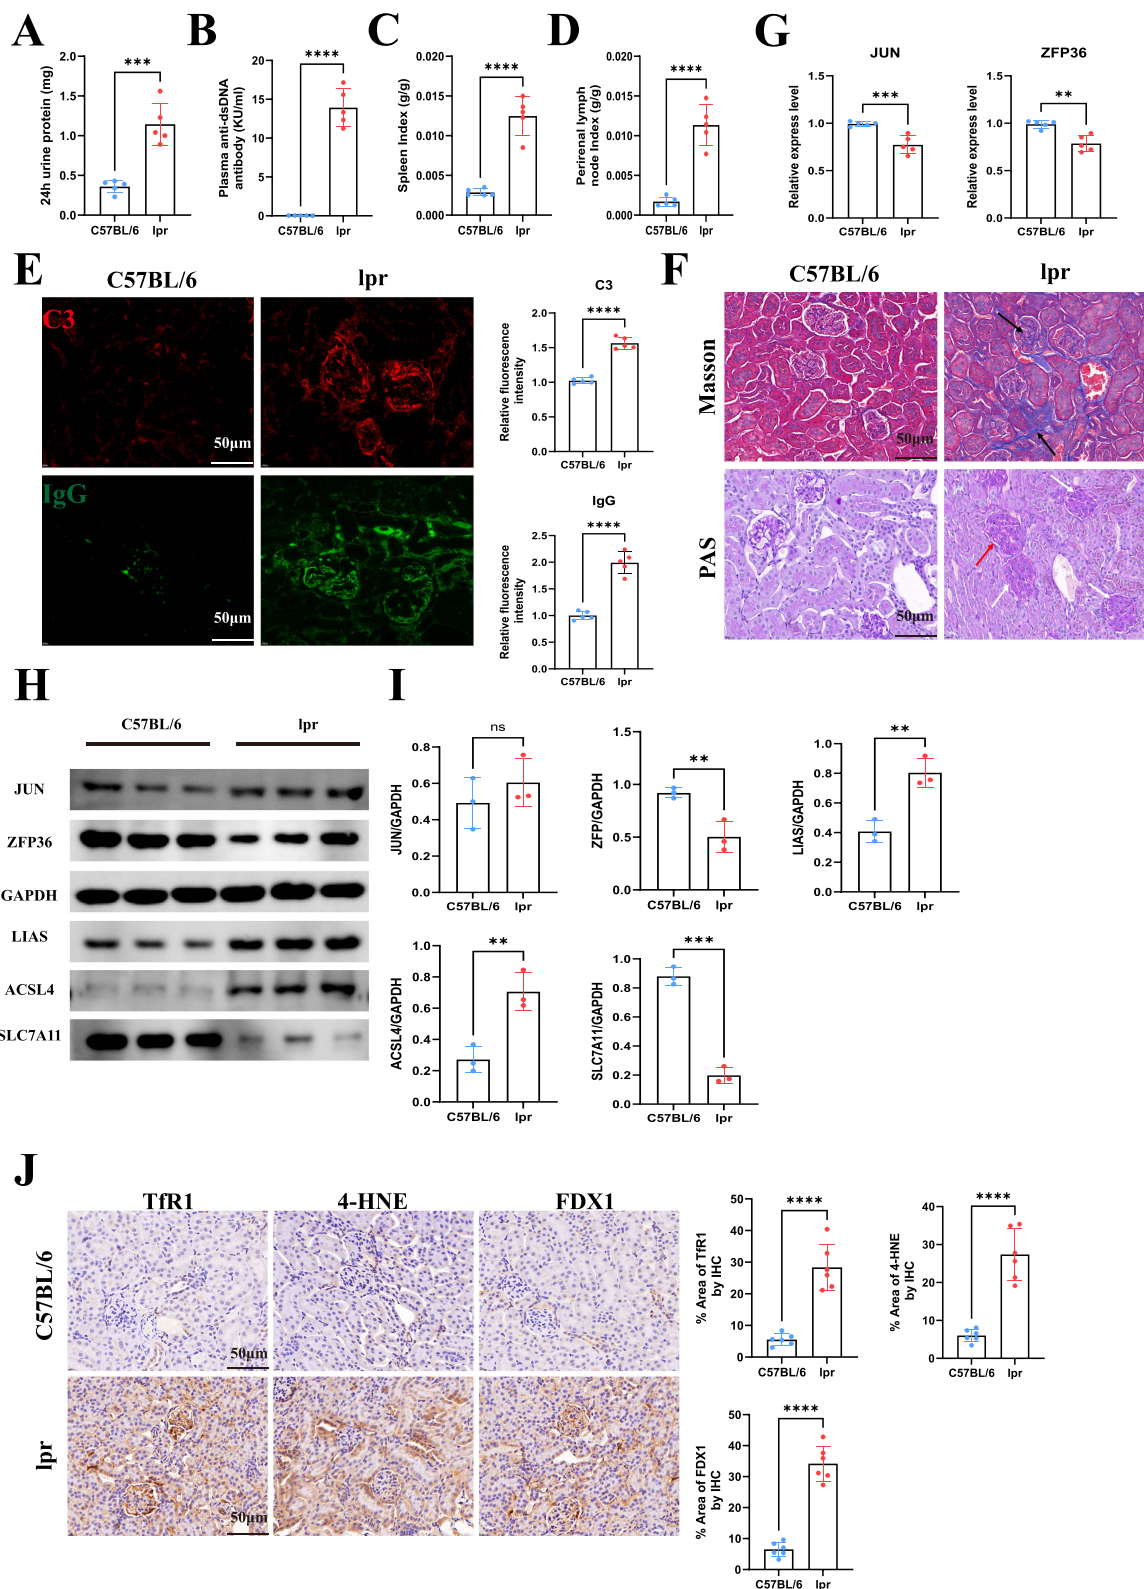 A
24h urine protein (mg)
2.0
1.5
1.0
0.5
0.0
***
C57BL/6
lpr
B
Plasma anti-dsDNA
antibody (KU/ml)
20
15
10
5
0
****
C57BL/6
lpr
C
Spleen Index (g/g)
0.020
0.015
0.010
0.005
0.000
****
C57BL/6
lpr
D
Perirenal lymph
node Index (g/g)
0.020
0.015
0.010
0.005
0.000
****
C57BL/6
lpr
G
JUN
Relative express level
1.5
1.0
0.5
0.0
***
C57BL/6
lpr
ZFP36
Relative express level
1.5
1.0
0.5
0.0
**
C57BL/6
lpr
E
C57BL/6
lpr
C3
50μm
IgG
50μm
C3
Relative fluorescence
intensity
2.0
1.5
1.0
0.5
0.0
****
C57BL/6
lpr
IgG
Relative fluorescence
intensity
2.5
2.0
1.5
1.0
0.5
0.0
****
C57BL/6
lpr
F
C57BL/6
lpr
Masson
50μm
PAS
50μm
H
C57BL/6
lpr
JUN
ZFP36
GAPDH
LIAS
ACSL4
SLC7A11
I
JUN/GAPDH
0.8
0.6
0.4
0.2
0.0
ns
C57BL/6
lpr
ZFP/GAPDH
1.5
1.0
0.5
0.0
**
C57BL/6
lpr
LIAS/GAPDH
1.0
0.8
0.6
0.4
0.2
0.0
**
C57BL/6
lpr
ACSL4/GAPDH
1.0
0.8
0.6
0.4
0.2
0.0
**
C57BL/6
lpr
SLC7A11/GAPDH
1.0
0.8
0.6
0.4
0.2
0.0
***
C57BL/6
lpr
J
TfR1
4-HNE
FDX1
C57BL/6
50μm
lpr
50μm
% Area of TfR1
by IHC
50
40
30
20
10
0
****
C57BL/6
lpr
% Area of 4-HNE
by IHC
40
30
20
10
0
****
C57BL/6
lpr
% Area of FDX1
by IHC
50
40
30
20
10
0
****
C57BL/6
lpr